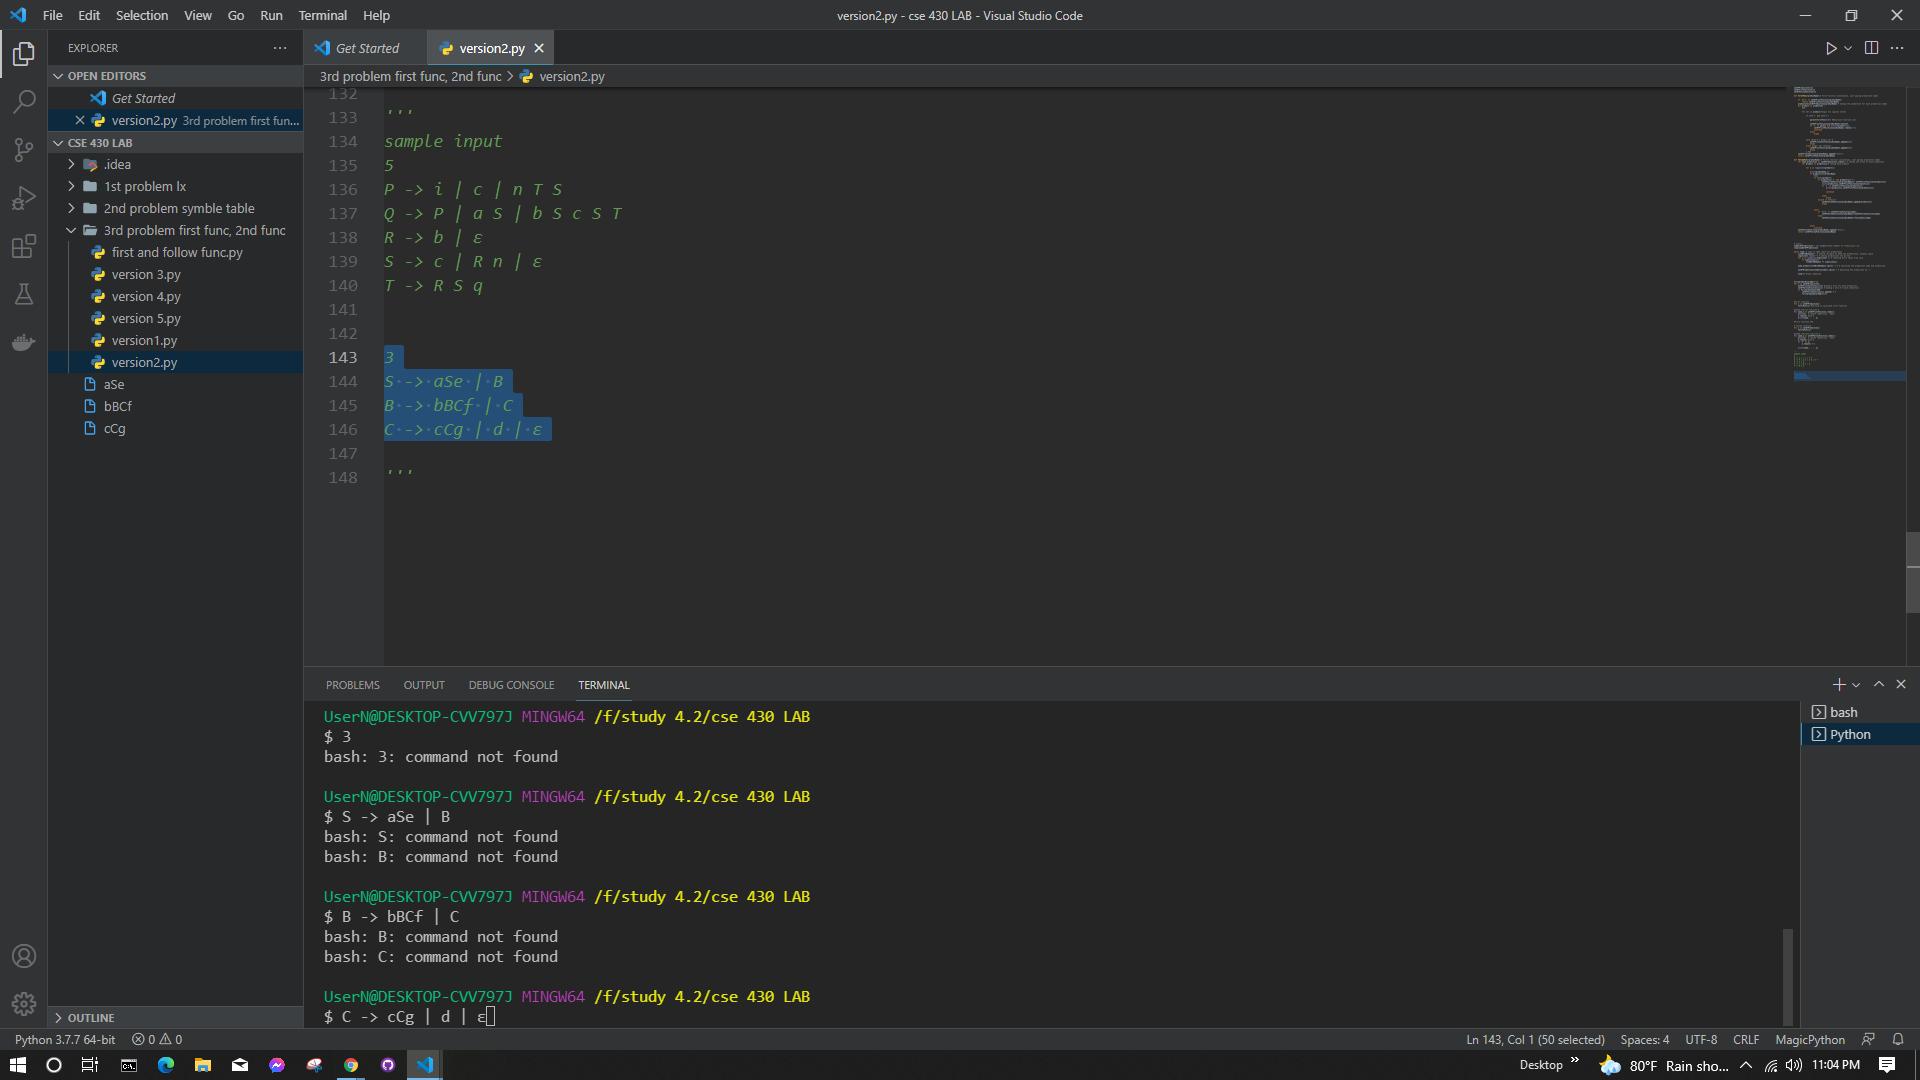 File Edit Selection View Go Run Terminal Help
version2.py - cse 430 LAB - Visual Studio Code
EXPLORER
OPEN EDITORS
Get Started
version2.py 3rd problem first fun...
CSE 430 LAB
.idea
1st problem lx
2nd problem symble table
3rd problem first func, 2nd func
first and follow func.py
version 3.py
version 4.py
version 5.py
version1.py
version2.py
aSe
bBCf
cCg
OUTLINE
Get Started
version2.py
3rd problem first func, 2nd func > version2.py
132
133 '''
134 sample input
135 5
136 P -> i | c | n T S
137 Q -> P | a S | b S c S T
138 R -> b | ε
139 S -> c | R n | ε
140 T -> R S q
141
142
143 3
144 S -> aSe | B
145 B -> bBCf | C
146 C -> cCg | d | ε
147
148 '''
PROBLEMS OUTPUT DEBUG CONSOLE TERMINAL
UserN@DESKTOP-CVV797J MINGW64 /f/study 4.2/cse 430 LAB
$ 3
bash: 3: command not found
UserN@DESKTOP-CVV797J MINGW64 /f/study 4.2/cse 430 LAB
$ S -> aSe | B
bash: S: command not found
bash: B: command not found
UserN@DESKTOP-CVV797J MINGW64 /f/study 4.2/cse 430 LAB
$ B -> bBCf | C
bash: B: command not found
bash: C: command not found
UserN@DESKTOP-CVV797J MINGW64 /f/study 4.2/cse 430 LAB
$ C -> cCg | d | ε
bash
Python
Python 3.7.7 64-bit 0 0
Ln 143, Col 1 (50 selected) Spaces: 4 UTF-8 CRLF MagicPython
Desktop » 80°F Rain sho... 11:04 PM